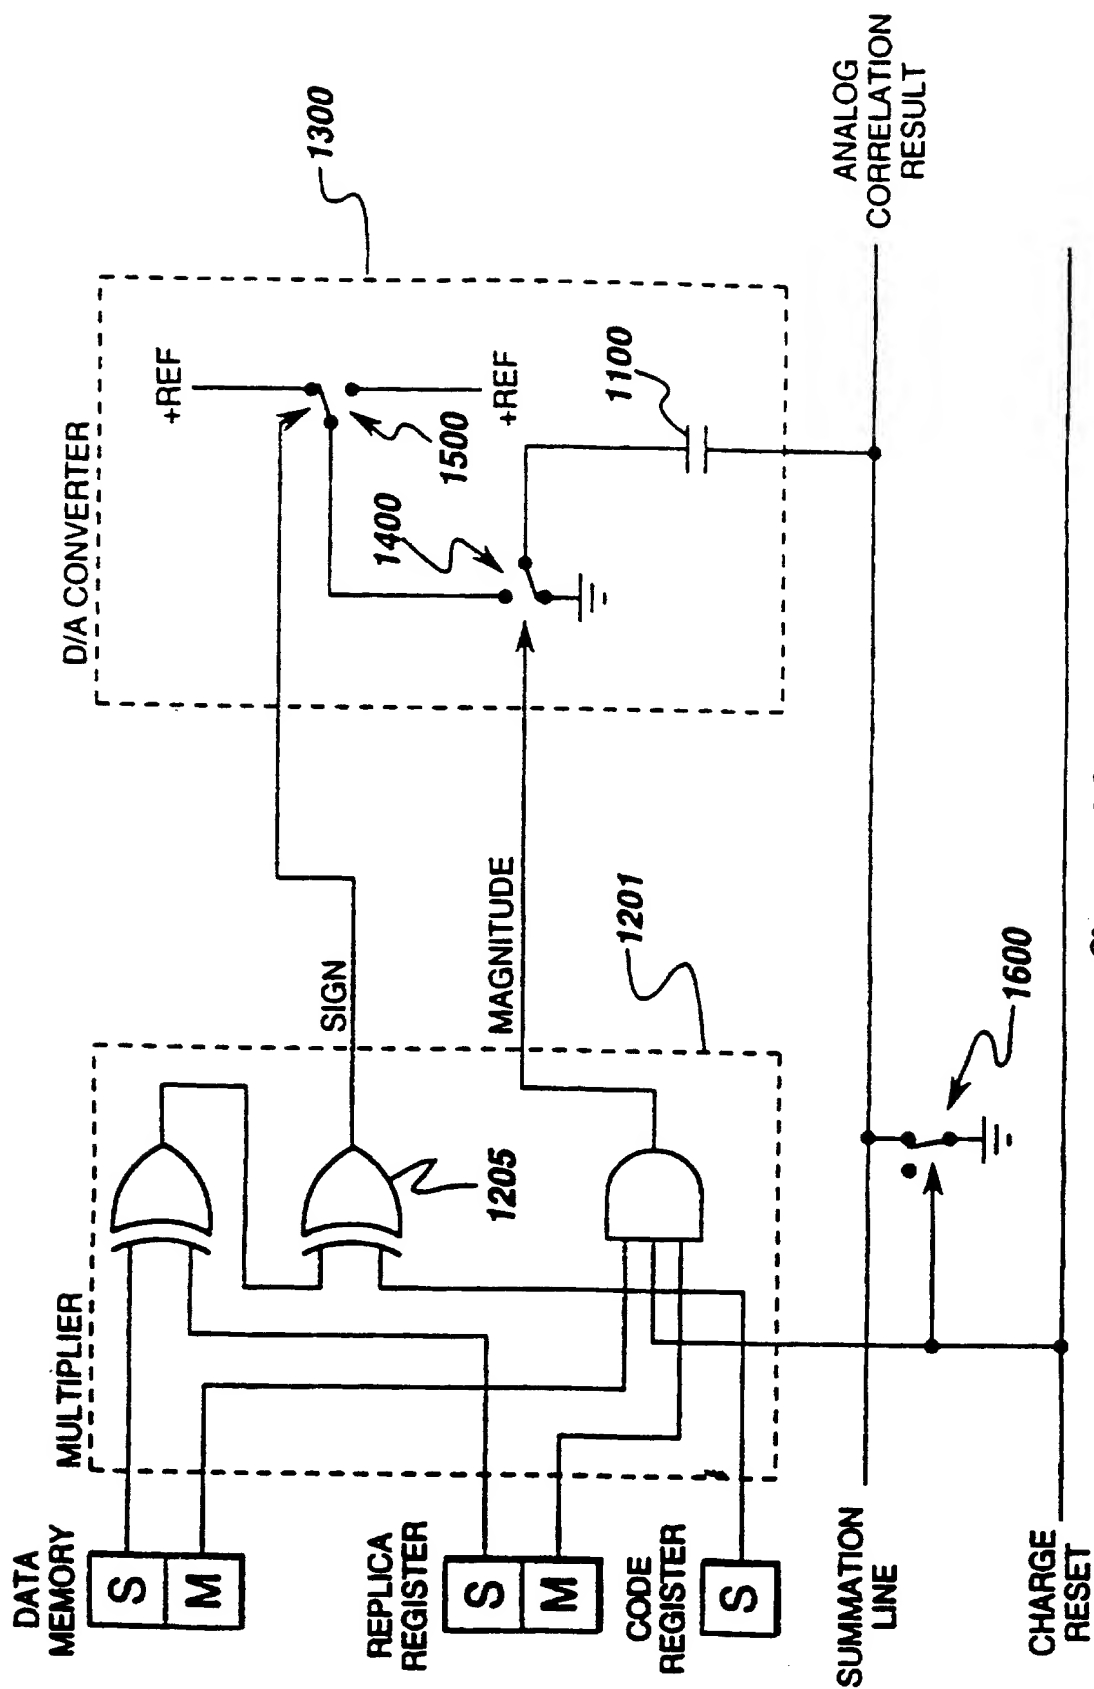 DATA
MEMORY
S
M
REPLICA
REGISTER
S
M
CODE
REGISTER
S
SUMMATION
LINE
CHARGE
RESET
MULTIPLIER
1205
SIGN
MAGNITUDE
1201
1600
D/A CONVERTER
+REF
1500
+REF
1400
1100
1300
ANALOG
CORRELATION
RESULT